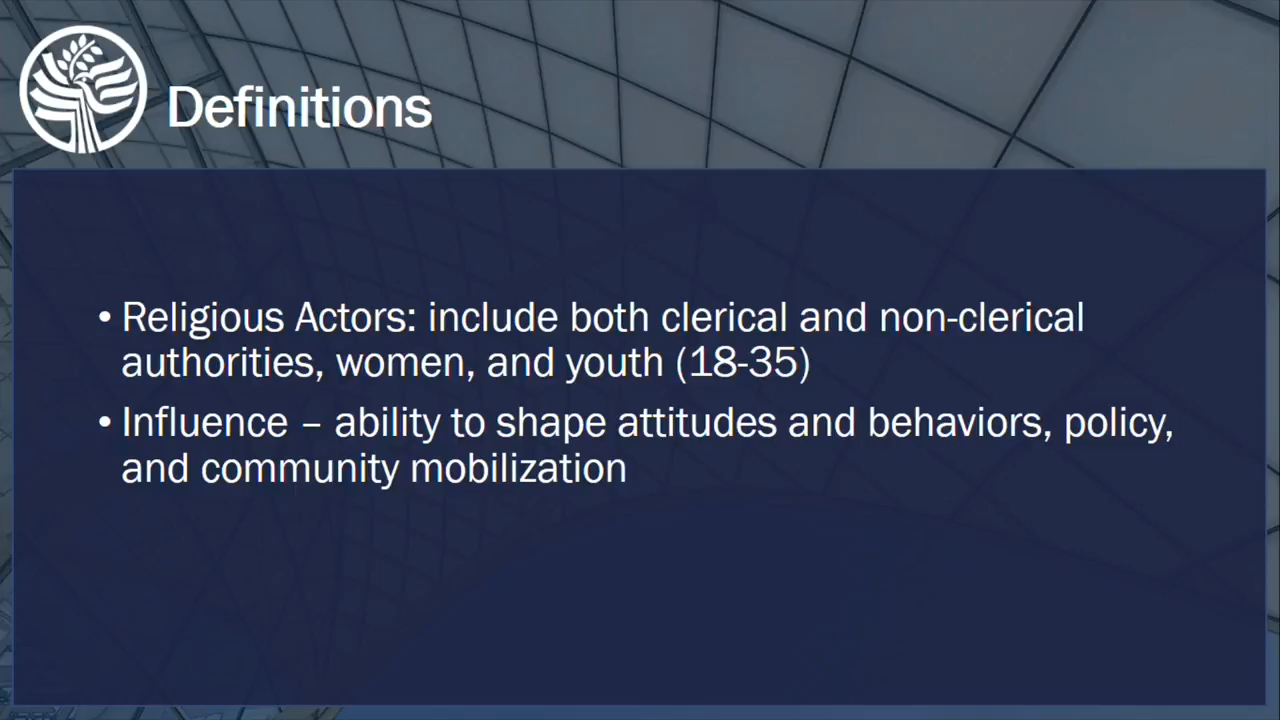 Definitions
• Religious Actors: include both clerical and non-clerical
authorities, women, and youth (18-35)
• Influence – ability to shape attitudes and behaviors, policy,
and community mobilization